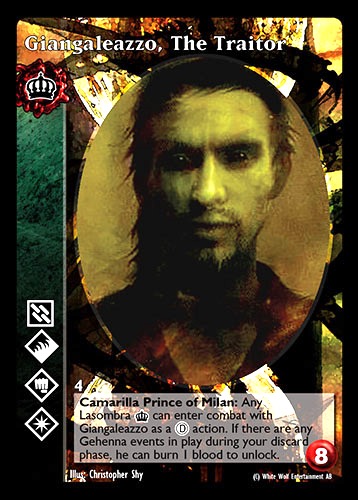 Giangaleazzo, The Traitor
4
Camarilla Prince of Milan: Any
Lasombra can enter combat with
Giangaleazzo as a Ⓓ action. If there are any
Gehenna events in play during your discard
phase, he can burn 1 blood to unlock.
8
Illus: Christopher Shy
(C) White Wolf Entertainment AB